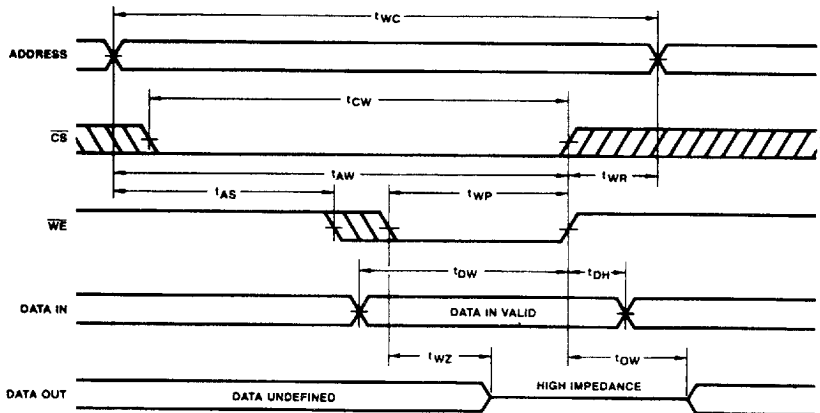 tWC
ADDRESS
tCW
CS
tAW
tWR
tAS
tWP
WE
tDW
tDH
DATA IN
DATA IN VALID
tWZ
tOW
HIGH IMPEDANCE
DATA OUT
DATA UNDEFINED